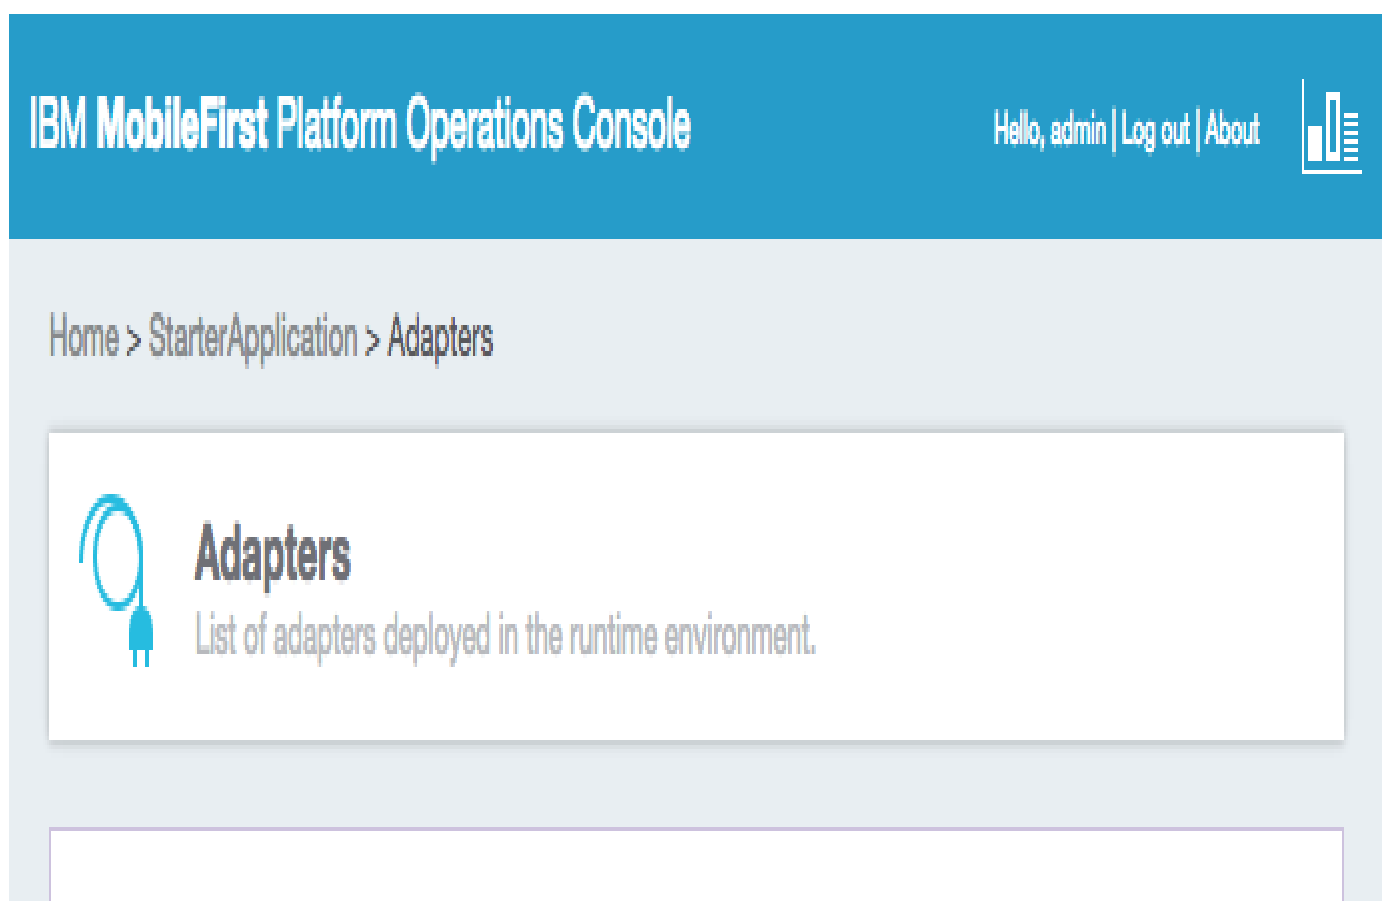 IBM MobileFirst Platform Operations Console
Hello, admin | Log out | About
Home > StarterApplication > Adapters
Adapters
List of adapters deployed in the runtime environment.